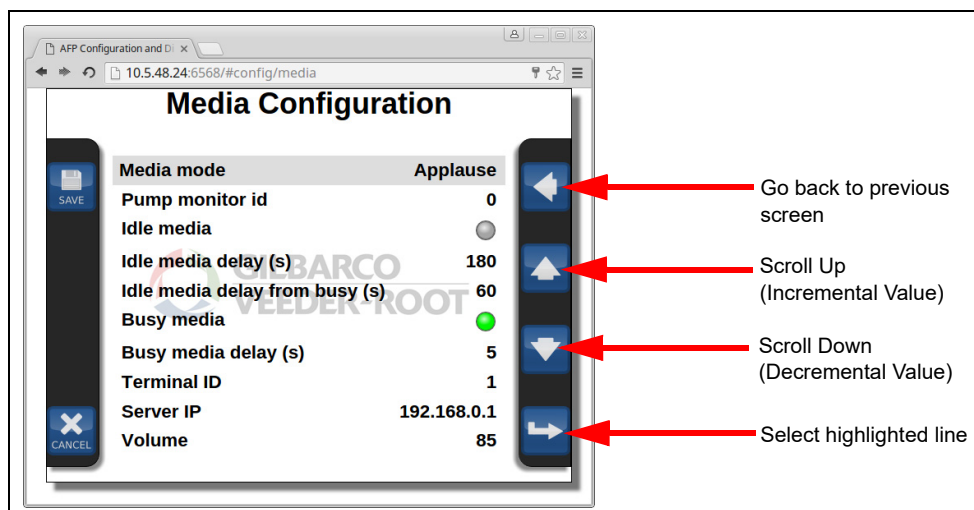 AFP Configuration and Di
10.5.48.24:6568/#config/media
Media Configuration
SAVE
Media mode Applause
Pump monitor id 0
Idle media
Idle media delay (s) 180
Idle media delay from busy (s) 60
Busy media
Busy media delay (s) 5
Terminal ID 1
Server IP 192.168.0.1
Volume 85
CANCEL
GILBARCO
VEEDER-ROOT
Go back to previous
screen
Scroll Up
(Incremental Value)
Scroll Down
(Decremental Value)
Select highlighted line